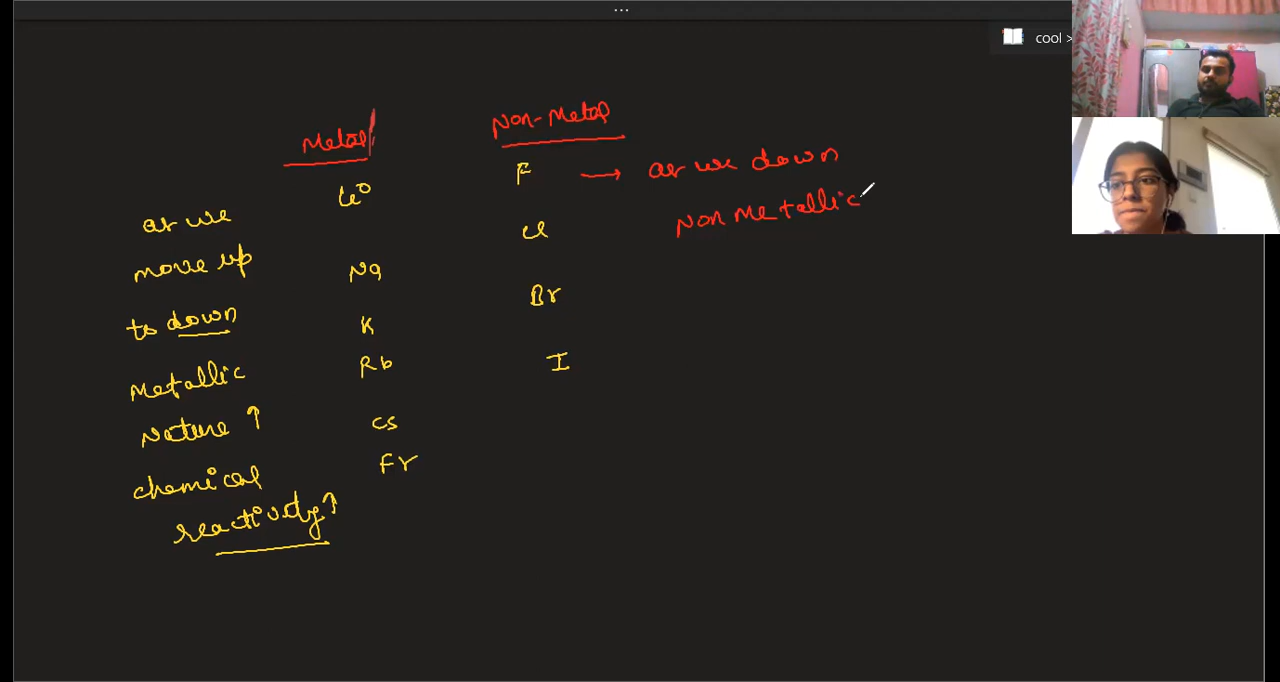 cool >
Metal
Non-Metal
Li
F → as we down
Non Metallic
as we
move up
to down
Metallic
Nature ↑
chemical
reactivity ↑
Na
K
Rb
Cs
Fr
Cl
Br
I